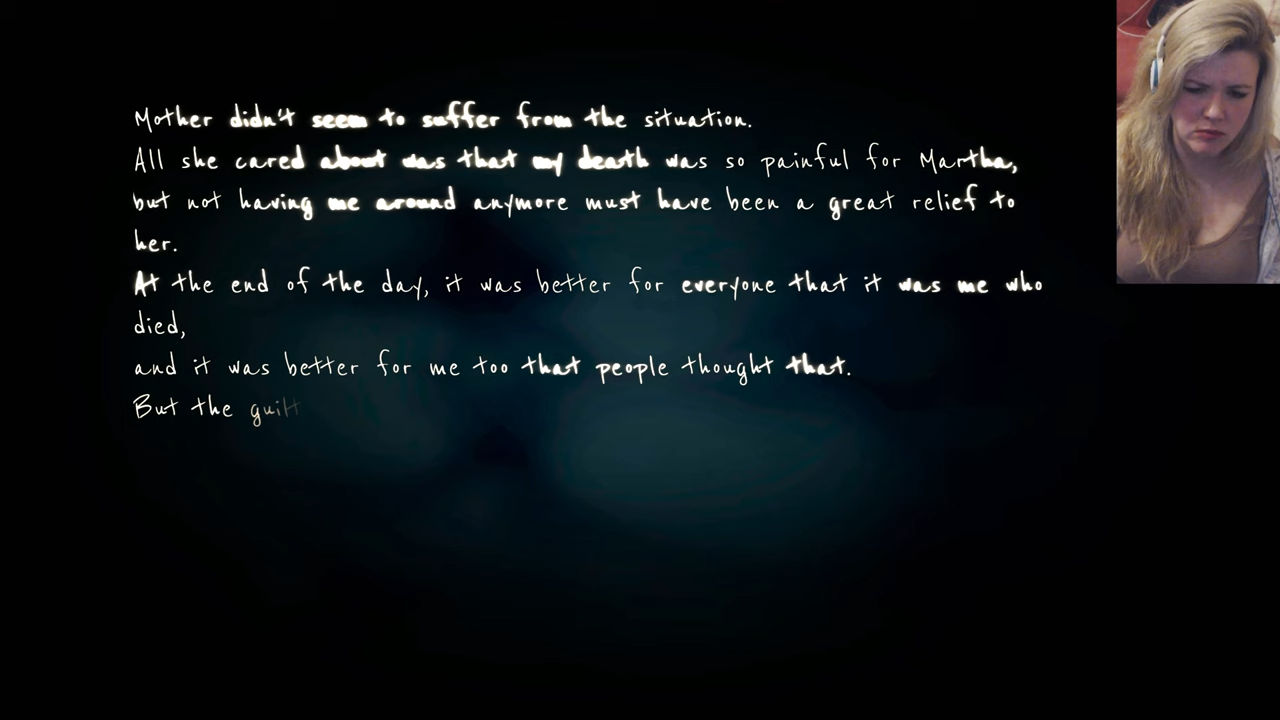 Mother didn't seem to suffer from the situation.
All she cared about was that my death was so painful for Martha,
but not having me around anymore must have been a great relief to
her.
At the end of the day, it was better for everyone that it was me who
died,
and it was better for me too that people thought that.
But the guilt